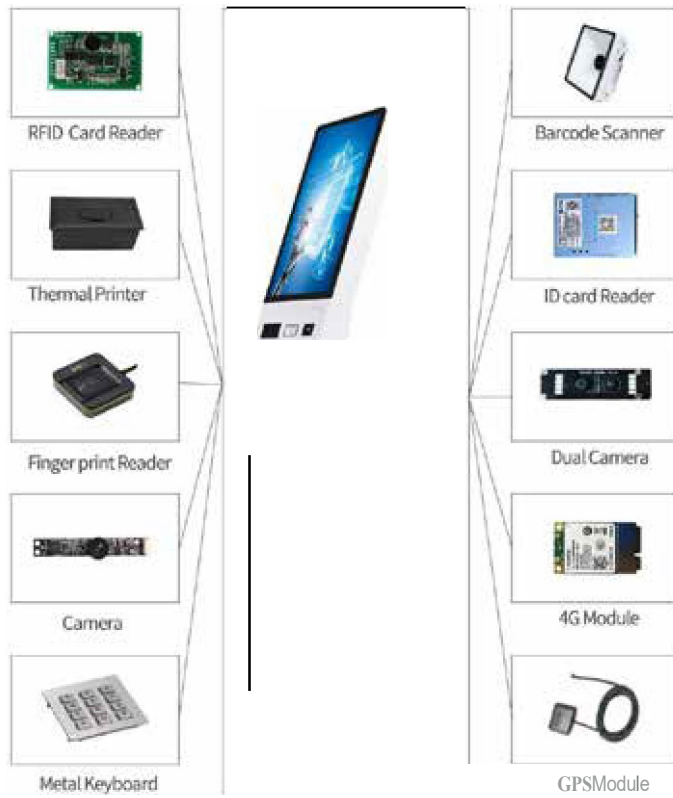 RFID Card Reader
Thermal Printer
Finger print Reader
Camera
Metal Keyboard
Barcode Scanner
ID card Reader
Dual Camera
4G Module
GPSModule